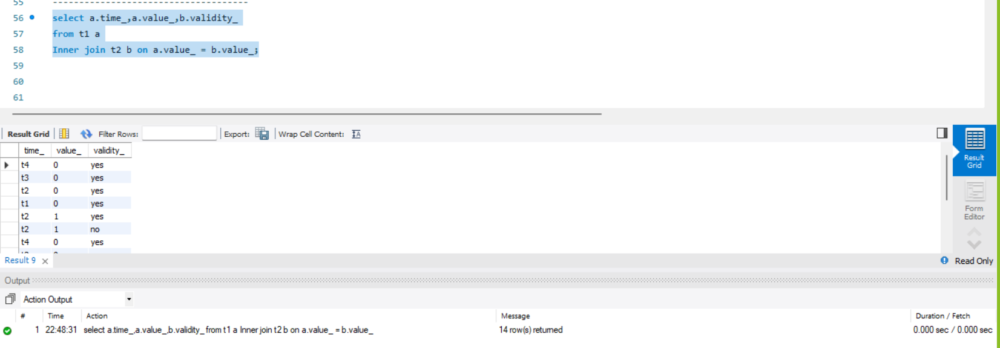 55 -------------------------------------
56 select a.time_,a.value_,b.validity_
57 from t1 a
58 Inner join t2 b on a.value_ = b.value_;
59
60
61
Result Grid Filter Rows: Export: Wrap Cell Content: IA
time_ value_ validity_
t4 0 yes
t3 0 yes
t2 0 yes
t1 0 yes
t2 1 yes
t2 1 no
t4 0 yes
Result Grid
Form Editor
Result 9 × Read Only
Output
Action Output
# Time Action Message Duration / Fetch
1 22:48:31 select a.time_,a.value_,b.validity_ from t1 a Inner join t2 b on a.value_ = b.value_ 14 row(s) returned 0.000 sec / 0.000 sec